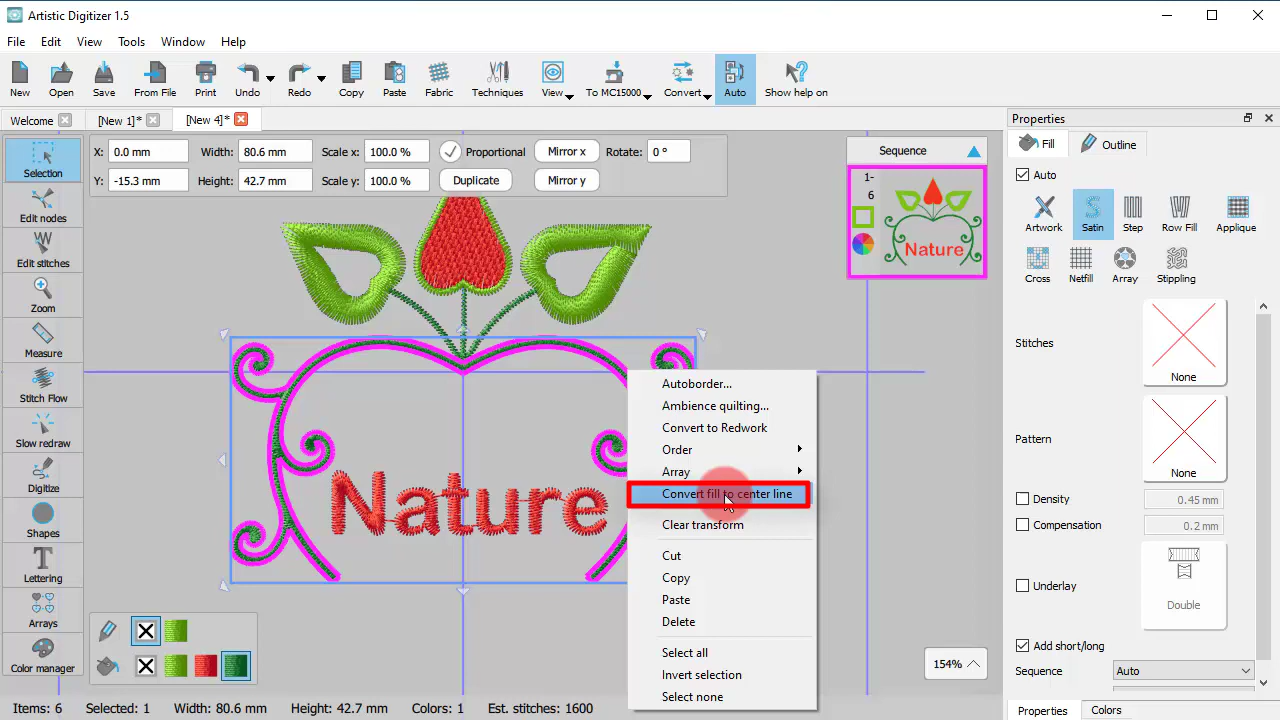 Artistic Digitizer 1.5
File Edit View Tools Window Help
New Open Save From File Print Undo Redo Copy Paste Fabric Techniques View To MC15000 Convert Auto Show help on
Welcome [New 1]* [New 4]*
X: 0.0 mm Width: 80.6 mm Scale x: 100.0 % Proportional Mirror x Rotate: 0 °
Y: -15.3 mm Height: 42.7 mm Scale y: 100.0 % Duplicate Mirror y
Selection
Edit nodes
Edit stitches
Zoom
Measure
Stitch Flow
Slow redraw
Digitize
Shapes
Lettering
Arrays
Color manager
Nature
Autoborder...
Ambience quilting...
Convert to Redwork
Order
Array
Convert fill to center line
Clear transform
Cut
Copy
Paste
Delete
Select all
Invert selection
Select none
Sequence
1-
6
Nature
154%
Properties
Fill Outline
Auto
Artwork Satin Step Row Fill Applique
Cross Netfill Array Stippling
Stitches None
Pattern None
Density 0.45 mm
Compensation 0.2 mm
Underlay Double
Add short/long
Sequence Auto
Properties Colors
Items: 6 Selected: 1 Width: 80.6 mm Height: 42.7 mm Colors: 1 Est. stitches: 1600